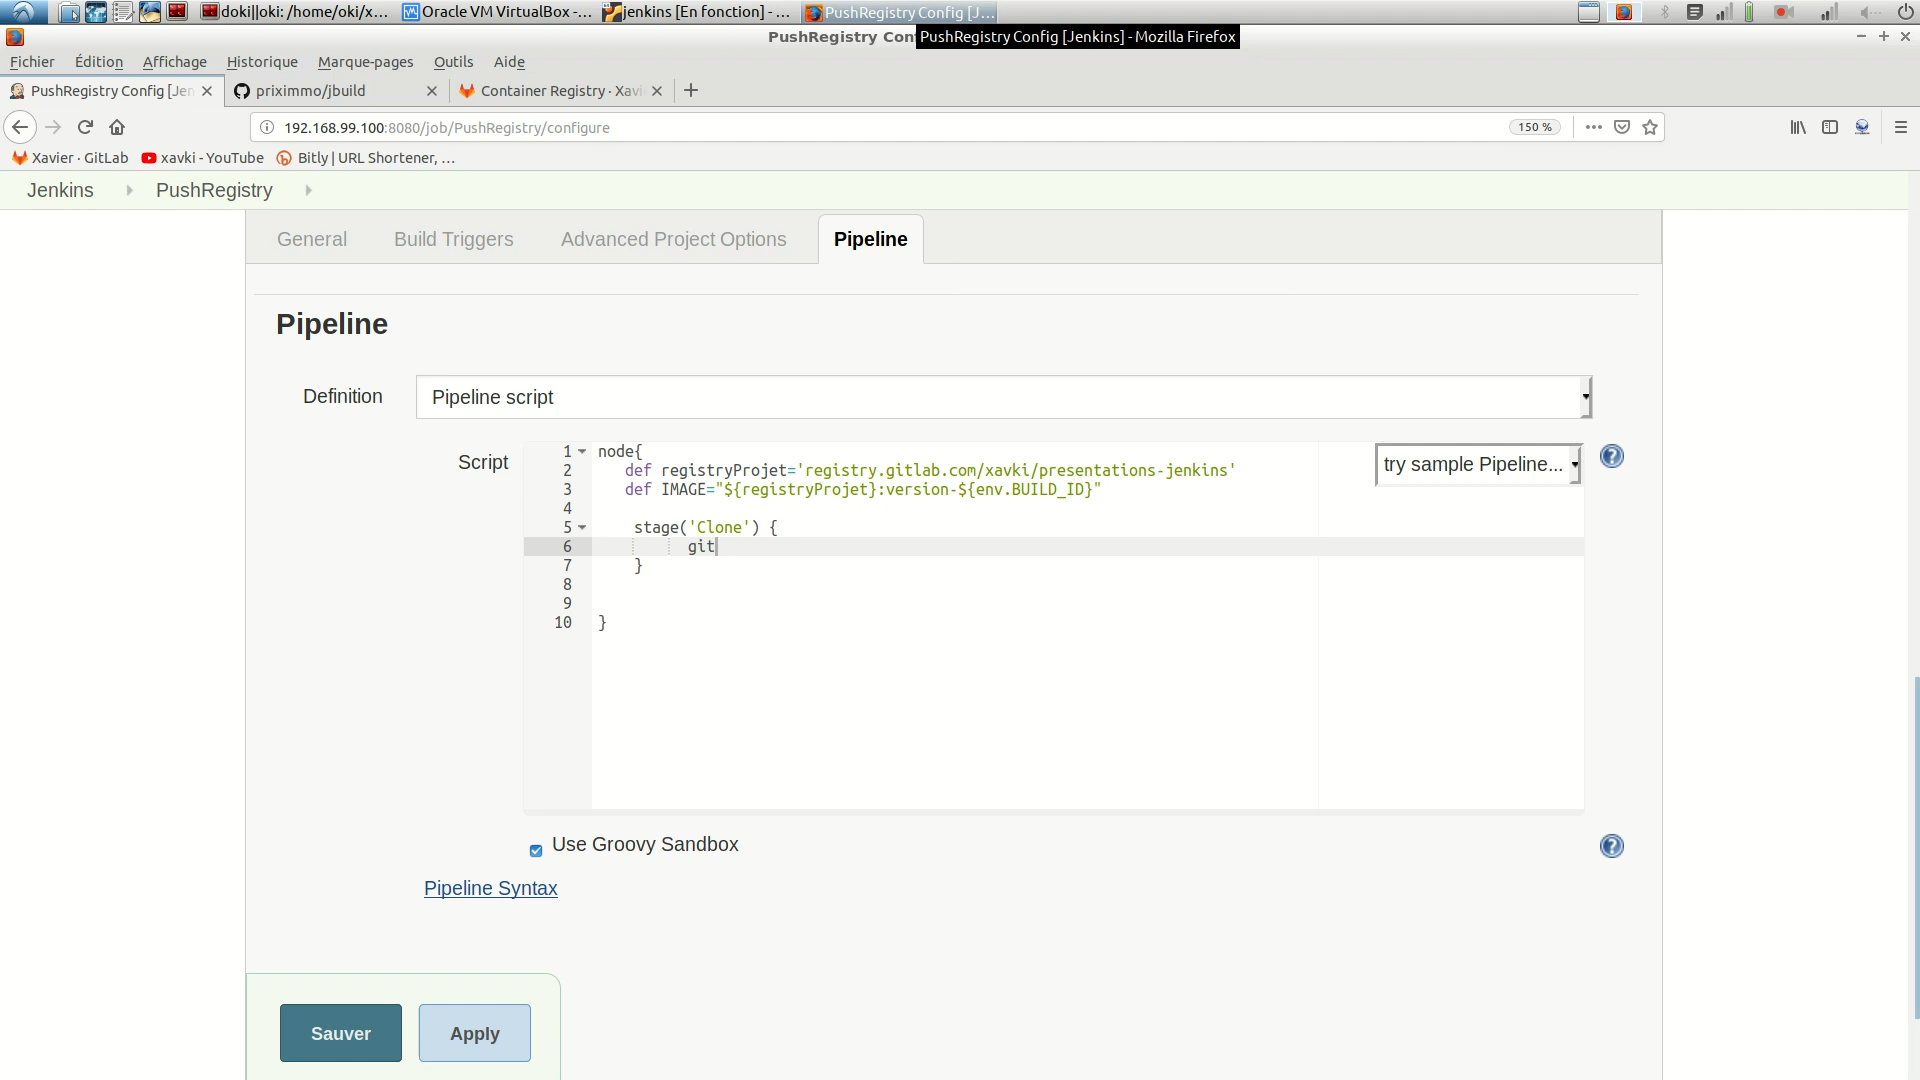 doki||oki: /home/oki/x...
Oracle VM VirtualBox -...
jenkins [En fonction] - ...
PushRegistry Config [J...
PushRegistry Con
PushRegistry Config [Jenkins] - Mozilla Firefox
Fichier Édition Affichage Historique Marque-pages Outils Aide
PushRegistry Config [Jen
priximmo/jbuild
Container Registry · Xavi
192.168.99.100:8080/job/PushRegistry/configure
150 %
Xavier · GitLab
xavki - YouTube
Bitly | URL Shortener, ...
Jenkins
PushRegistry
General
Build Triggers
Advanced Project Options
Pipeline
Pipeline
Definition
Pipeline script
Script
try sample Pipeline...
1 node{
2 def registryProjet='registry.gitlab.com/xavki/presentations-jenkins'
3 def IMAGE="${registryProjet}:version-${env.BUILD_ID}"
4
5 stage('Clone') {
6 git
7 }
8
9
10 }
Use Groovy Sandbox
Pipeline Syntax
Sauver
Apply